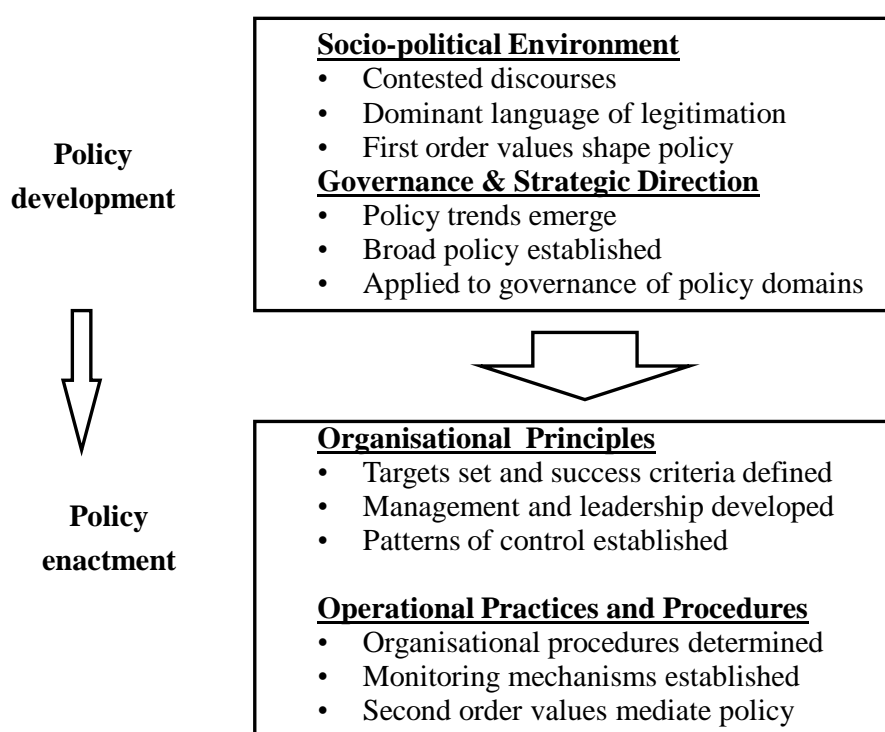 Socio-political Environment
• Contested discourses
• Dominant language of legitimation
• First order values shape policy
Governance & Strategic Direction
• Policy trends emerge
• Broad policy established
• Applied to governance of policy domains
Policy
development
Organisational Principles
• Targets set and success criteria defined
• Management and leadership developed
• Patterns of control established
Operational Practices and Procedures
• Organisational procedures determined
• Monitoring mechanisms established
• Second order values mediate policy
Policy
enactment